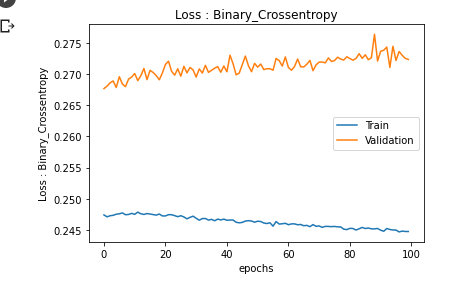 Loss : Binary_Crossentropy
Loss : Binary_Crossentropy
0.275
0.270
0.265
0.260
0.255
0.250
0.245
Train
Validation
0 20 40 60 80 100
epochs